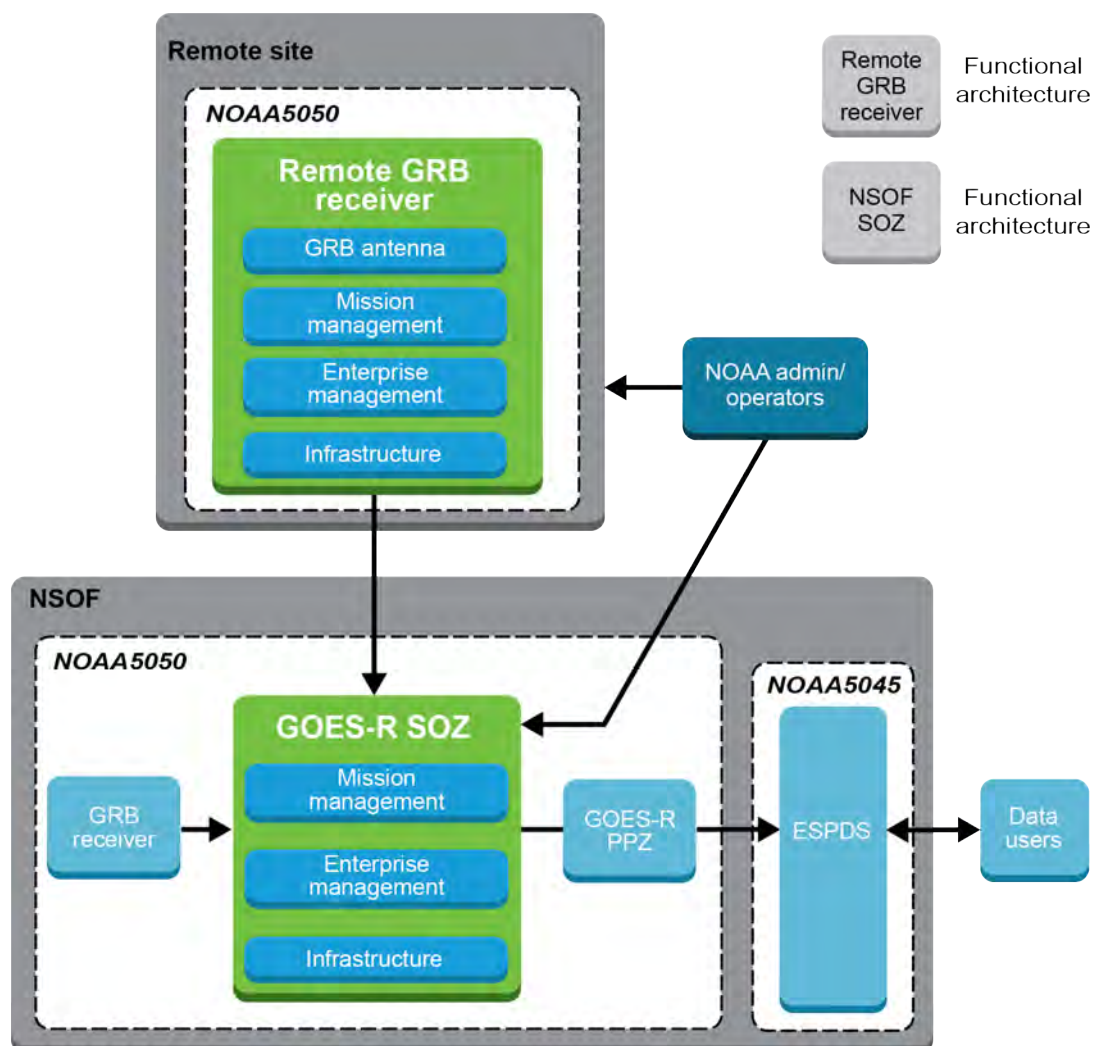 Remote site
NOAA5050
Remote GRB
receiver
GRB antenna
Mission
management
Enterprise
management
Infrastructure
Remote
GRB
receiver
Functional
architecture
NSOF
SOZ
Functional
architecture
NOAA admin/
operators
NSOF
NOAA5050
GRB
receiver
GOES-R SOZ
Mission
management
Enterprise
management
Infrastructure
GOES-R
PPZ
NOAA5045
ESPDS
Data
users